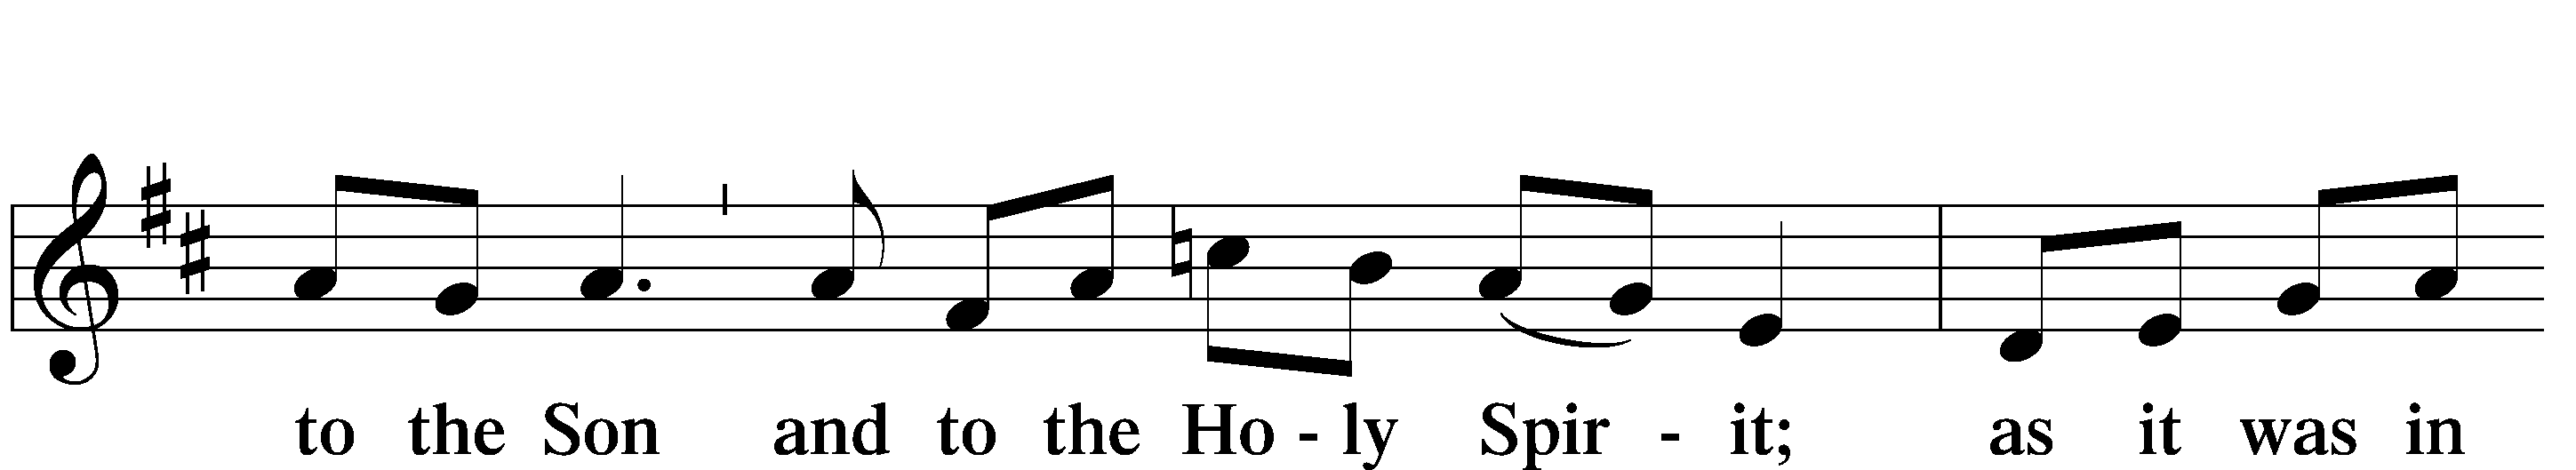 to the Son and to the Ho - ly Spir - it; as it was in